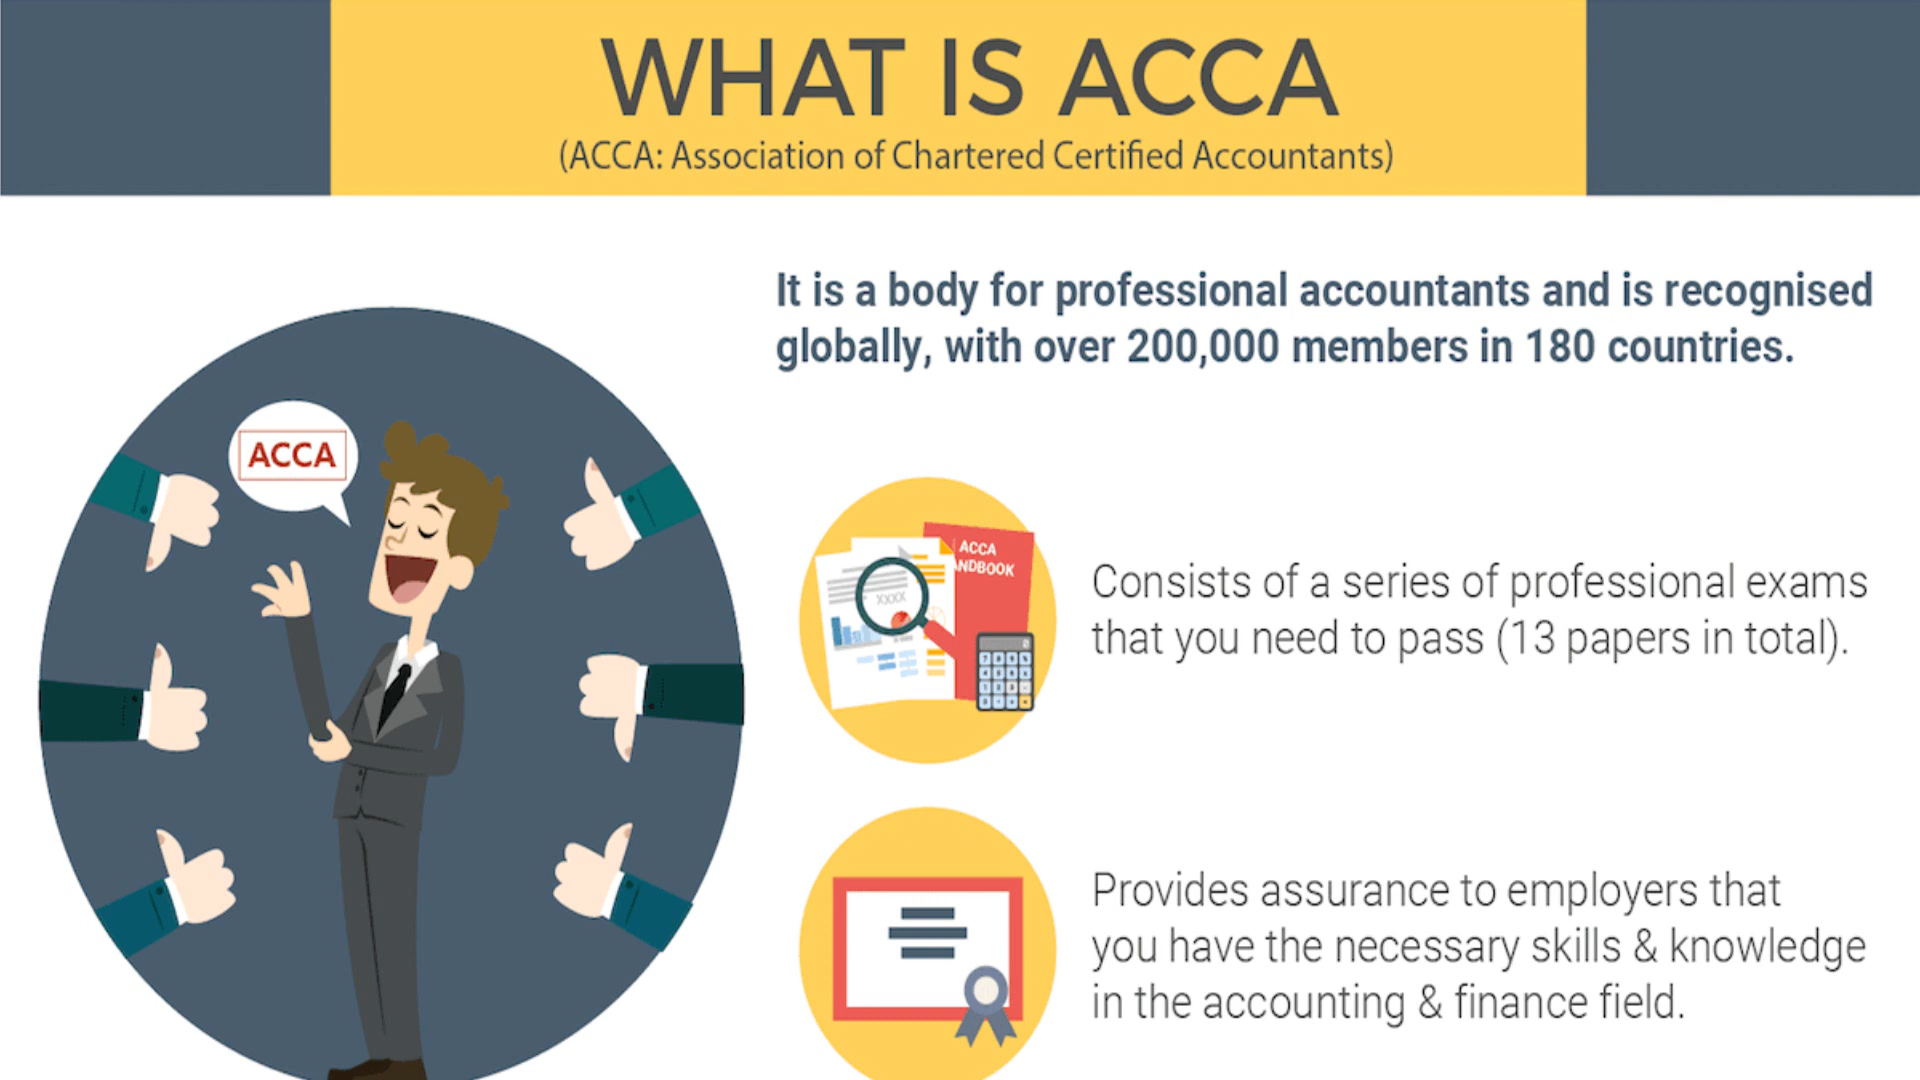 WHAT IS ACCA
(ACCA: Association of Chartered Certified Accountants)
It is a body for professional accountants and is recognised
globally, with over 200,000 members in 180 countries.
ACCA
ACCA
NDBOOK
XXXX
Consists of a series of professional exams
that you need to pass (13 papers in total).
Provides assurance to employers that
you have the necessary skills & knowledge
in the accounting & finance field.